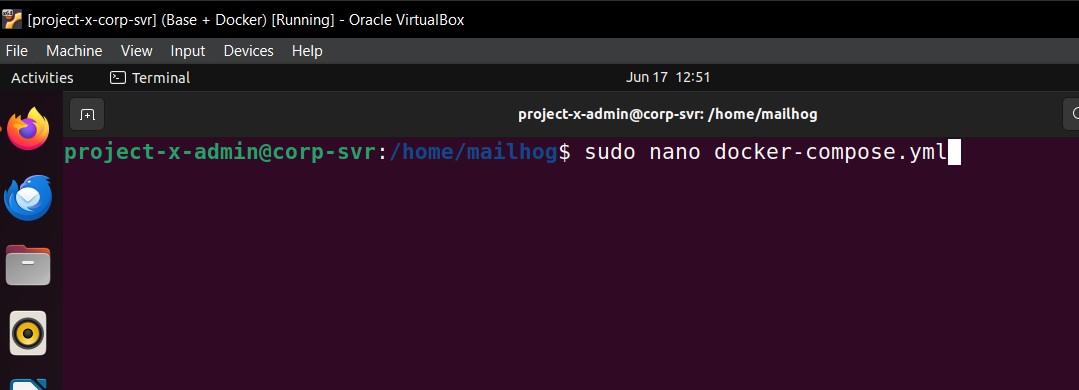 [project-x-corp-svr] (Base + Docker) [Running] - Oracle VirtualBox
File Machine View Input Devices Help
Activities Terminal Jun 17 12:51
project-x-admin@corp-svr: /home/mailhog
project-x-admin@corp-svr:/home/mailhog$ sudo nano docker-compose.yml